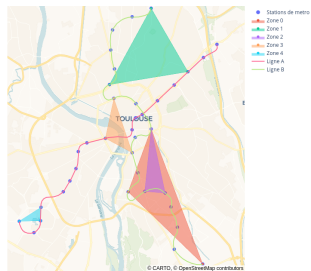 Stations de metro
Zone 0
Zone 1
Zone 2
Zone 3
Zone 4
Ligne A
Ligne B
TOULOUSE
© CARTO, © OpenStreetMap contributors